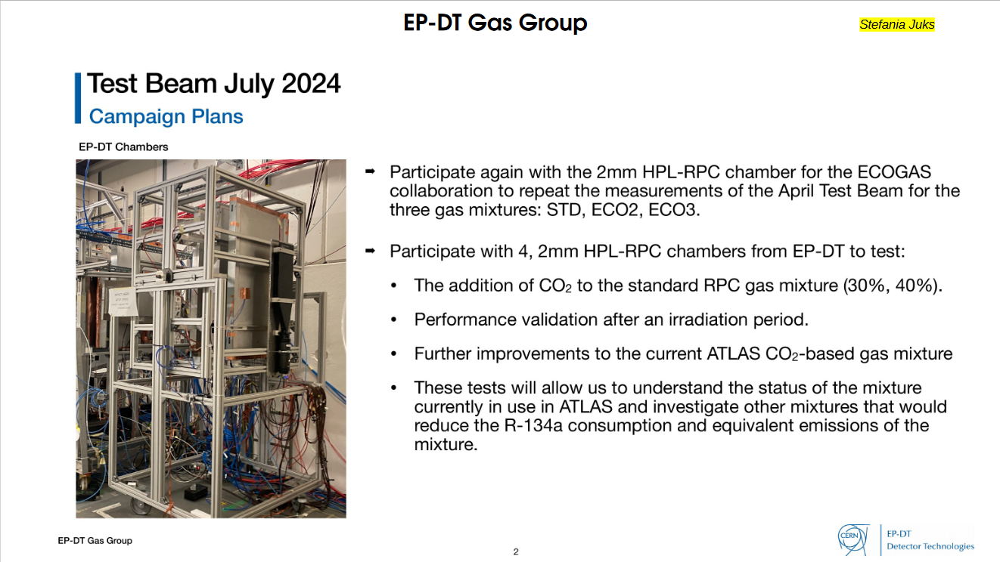 EP-DT Gas Group
Stefania Juks
Test Beam July 2024
Campaign Plans
EP-DT Chambers
➡ Participate again with the 2mm HPL-RPC chamber for the ECOGAS
collaboration to repeat the measurements of the April Test Beam for the
three gas mixtures: STD, ECO2, ECO3.
➡ Participate with 4, 2mm HPL-RPC chambers from EP-DT to test:
• The addition of CO₂ to the standard RPC gas mixture (30%, 40%).
• Performance validation after an irradiation period.
• Further improvements to the current ATLAS CO₂-based gas mixture
• These tests will allow us to understand the status of the mixture
currently in use in ATLAS and investigate other mixtures that would
reduce the R-134a consumption and equivalent emissions of the
mixture.
EP-DT Gas Group
2
CERN
EP-DT
Detector Technologies